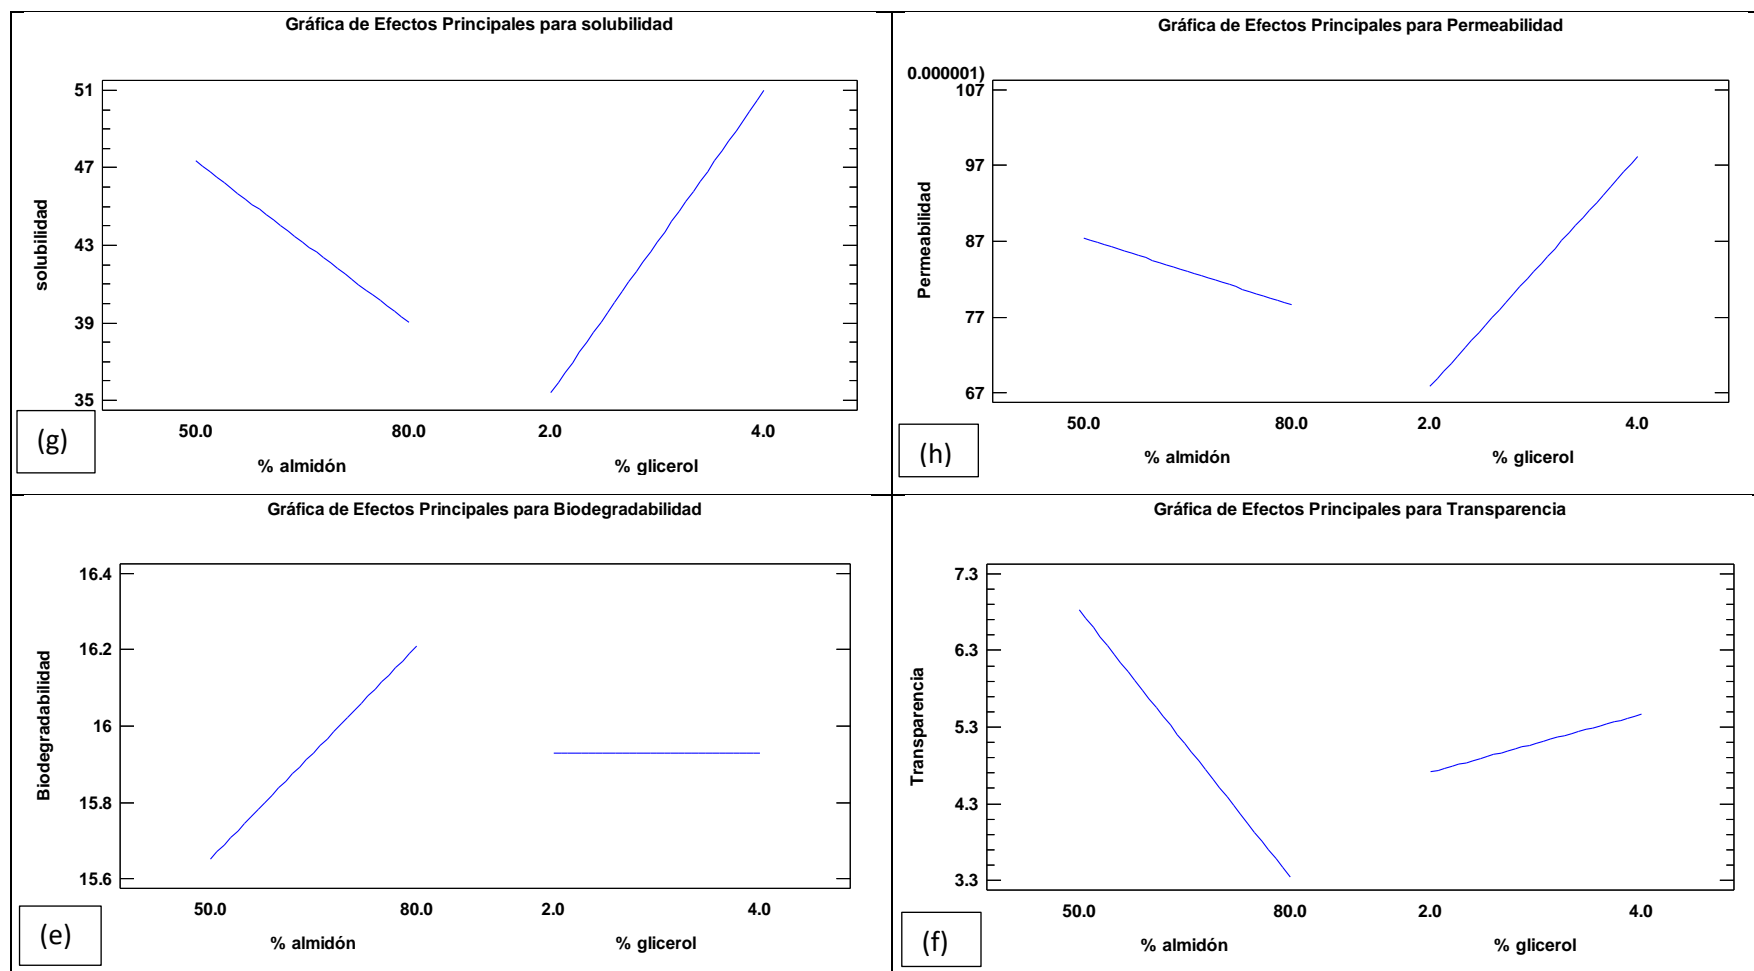 Gráfica de Efectos Principales para solubilidad
51
47
43
39
35
solubilidad
50.0 80.0 2.0 4.0
% almidón % glicerol
(g)
Gráfica de Efectos Principales para Permeabilidad
0.000001)
107
97
87
77
67
Permeabilidad
50.0 80.0 2.0 4.0
% almidón % glicerol
(h)
Gráfica de Efectos Principales para Biodegradabilidad
16.4
16.2
16
15.8
15.6
Biodegradabilidad
50.0 80.0 2.0 4.0
% almidón % glicerol
(e)
Gráfica de Efectos Principales para Transparencia
7.3
6.3
5.3
4.3
3.3
Transparencia
50.0 80.0 2.0 4.0
% almidón % glicerol
(f)